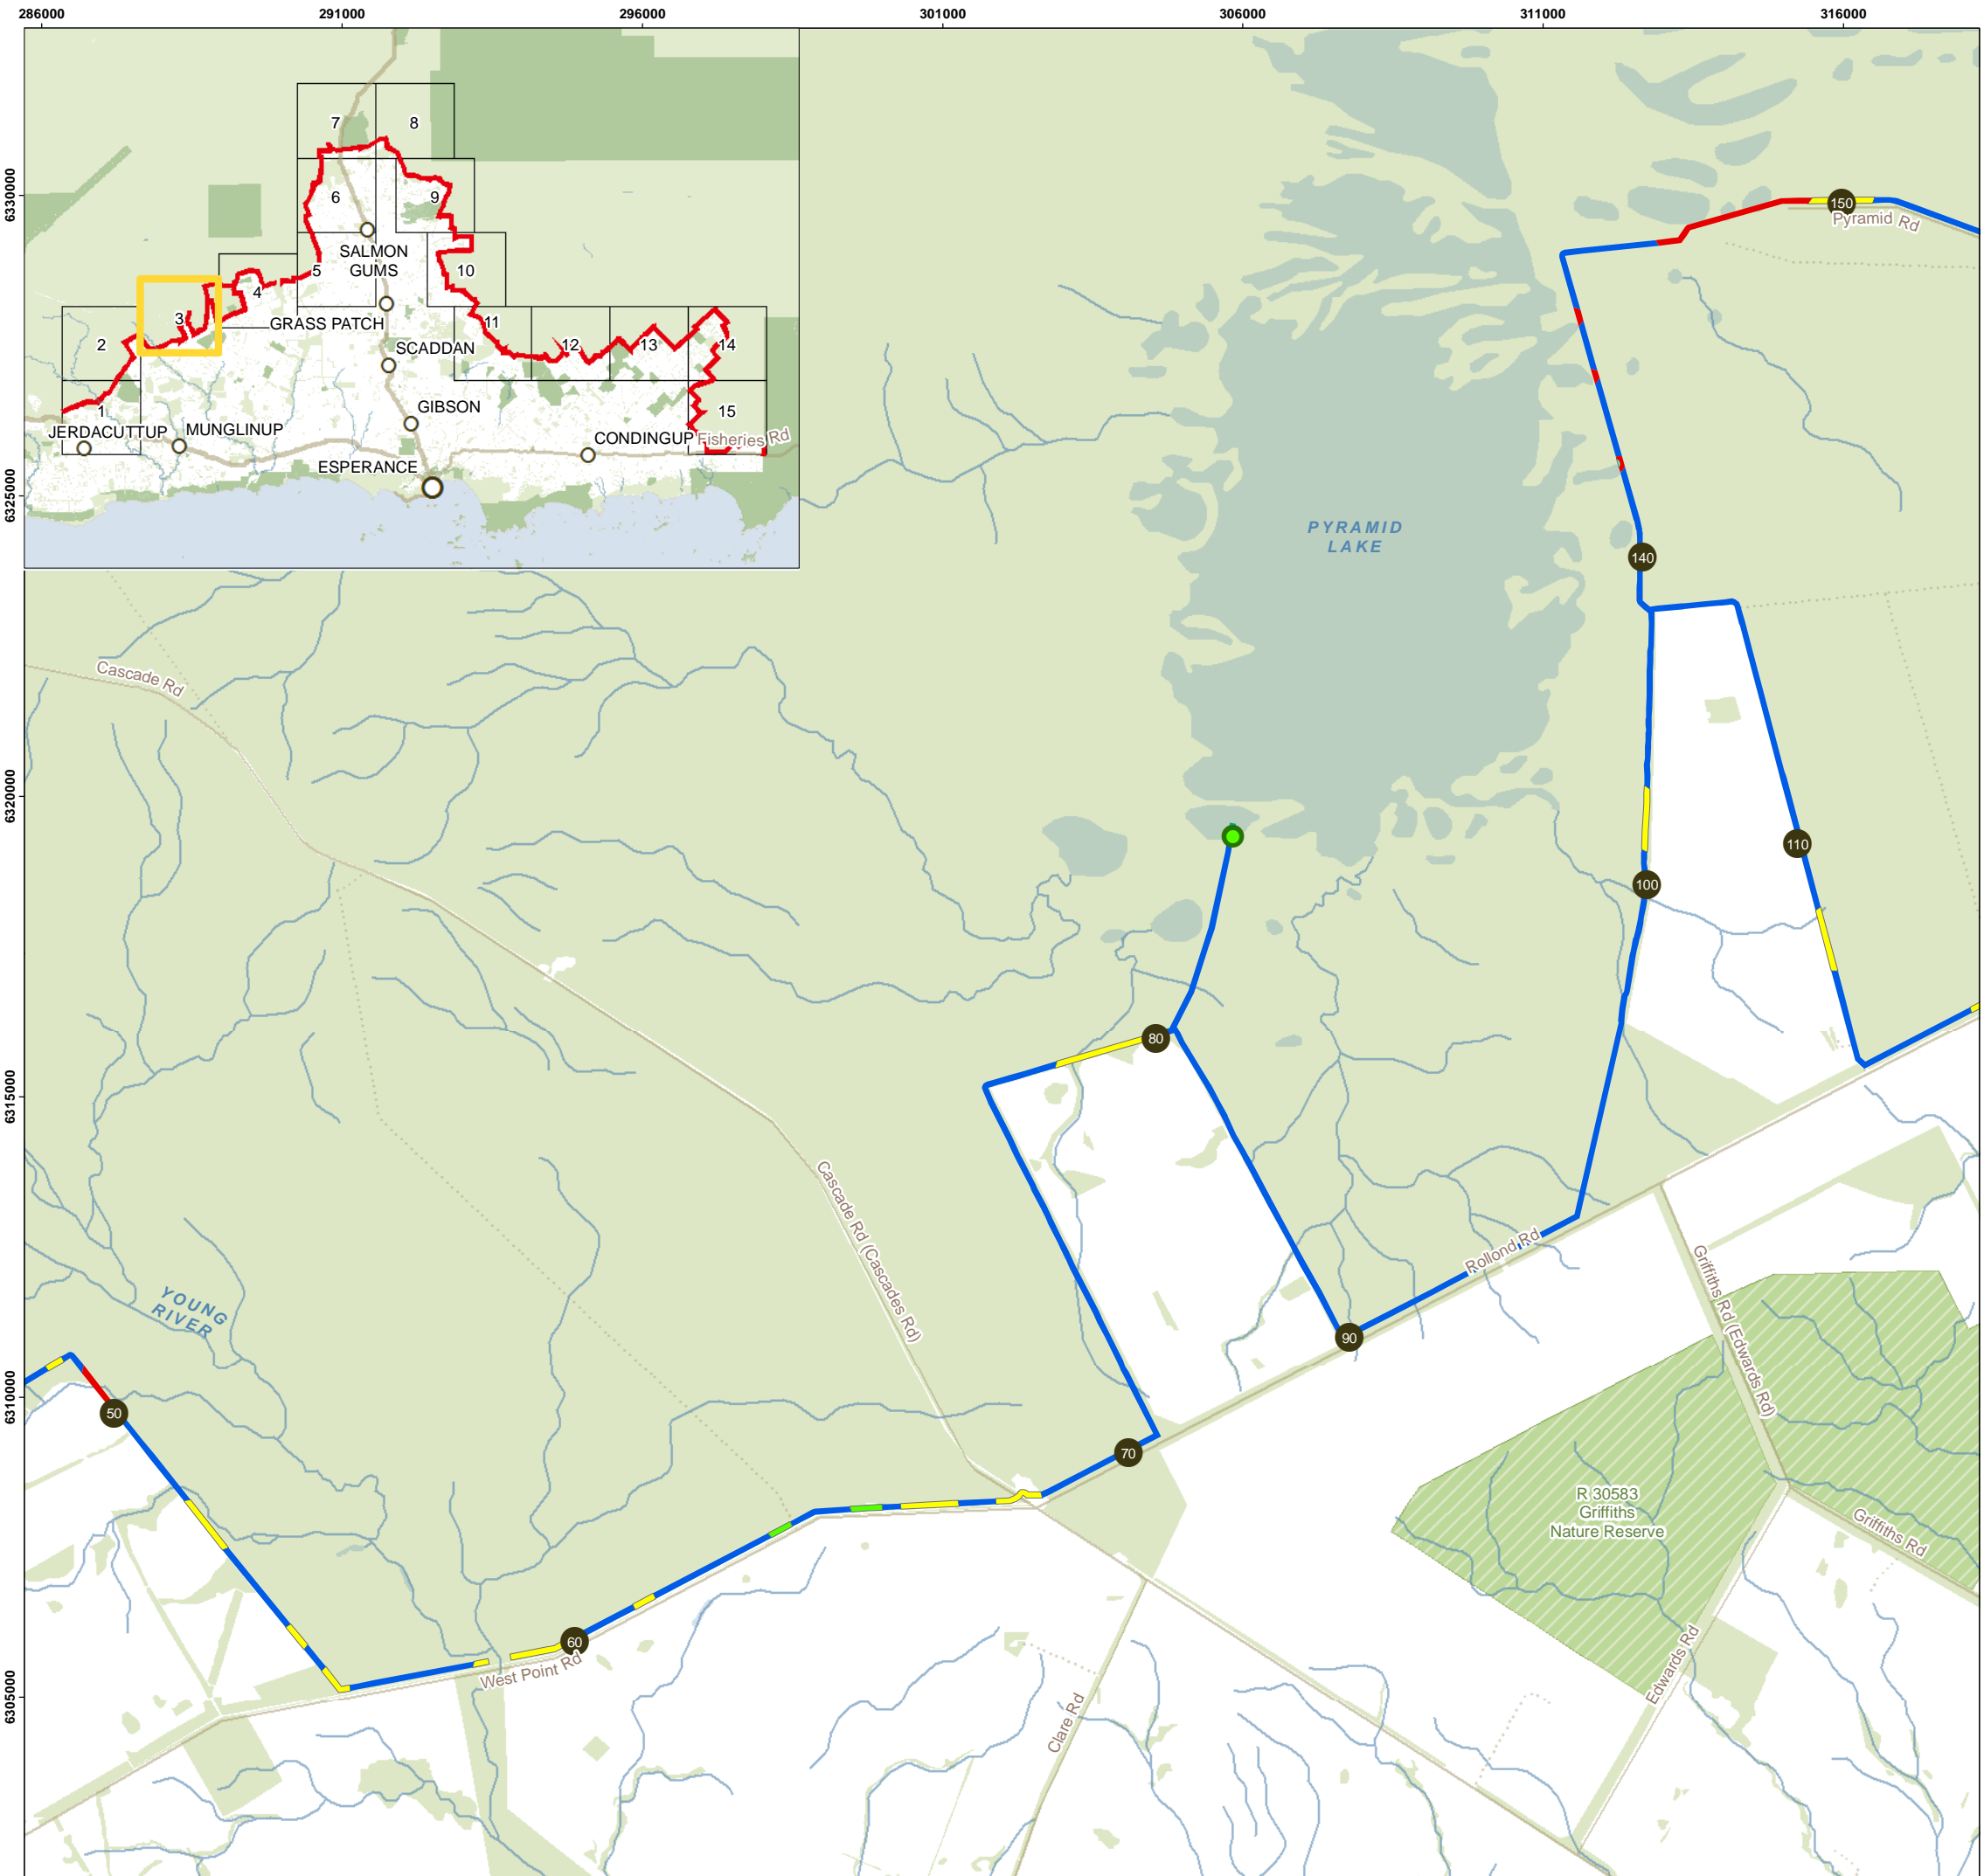 286000 291000 296000 301000 306000 311000 316000
6330000
6325000
6320000
6315000
6310000
6305000
7 8
6 9
SALMON
GUMS
5 10
4
3
GRASS PATCH
11
2
SCADDAN
12 13 14
1
GIBSON
15
JERDACUTTUP
MUNGLINUP
CONDINGUP
Fisheries Rd
ESPERANCE
150
Pyramid Rd
PYRAMID
LAKE
140
Cascade Rd
110
100
80
Cascade Rd (Cascades Rd)
Rollond Rd
Griffiths Rd (Edwards Rd)
YOUNG
RIVER
90
50
70
R 30583
Griffiths
Nature Reserve
Griffiths Rd
60
West Point Rd
Edwards Rd
Clare Rd